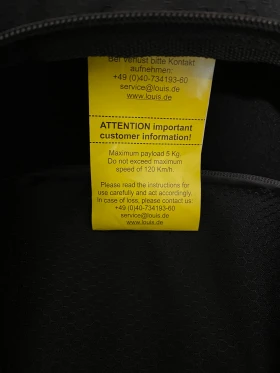 Bei Verlust bitte Kontakt
aufnehmen:
+49 (0)40-734193-60
service@louis.de
www.louis.de
ATTENTION important
customer information!
Maximum payload 5 Kg.
Do not exceed maximum
speed of 120 Km/h
Please read the instructions for
use carefully and act accordingly.
In case of loss, please contact us:
+49 (0)40-734193-60
service@louis.de
www.louis.de